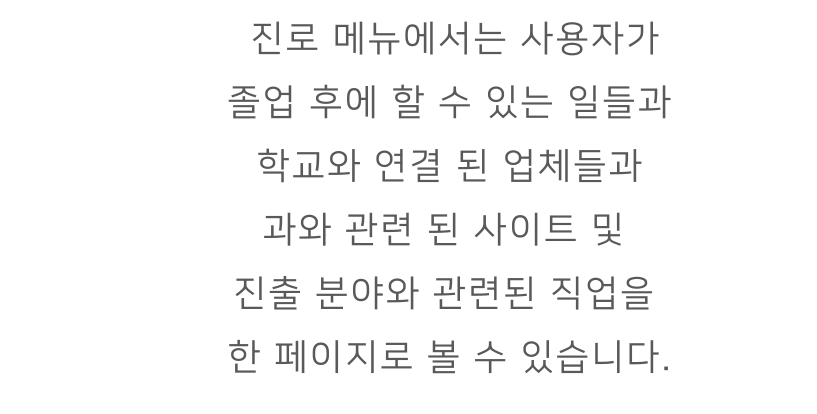 진로 메뉴에서는 사용자가
졸업 후에 할 수 있는 일들과
학교와 연결 된 업체들과
과와 관련 된 사이트 및
진출 분야와 관련된 직업을
한 페이지로 볼 수 있습니다.